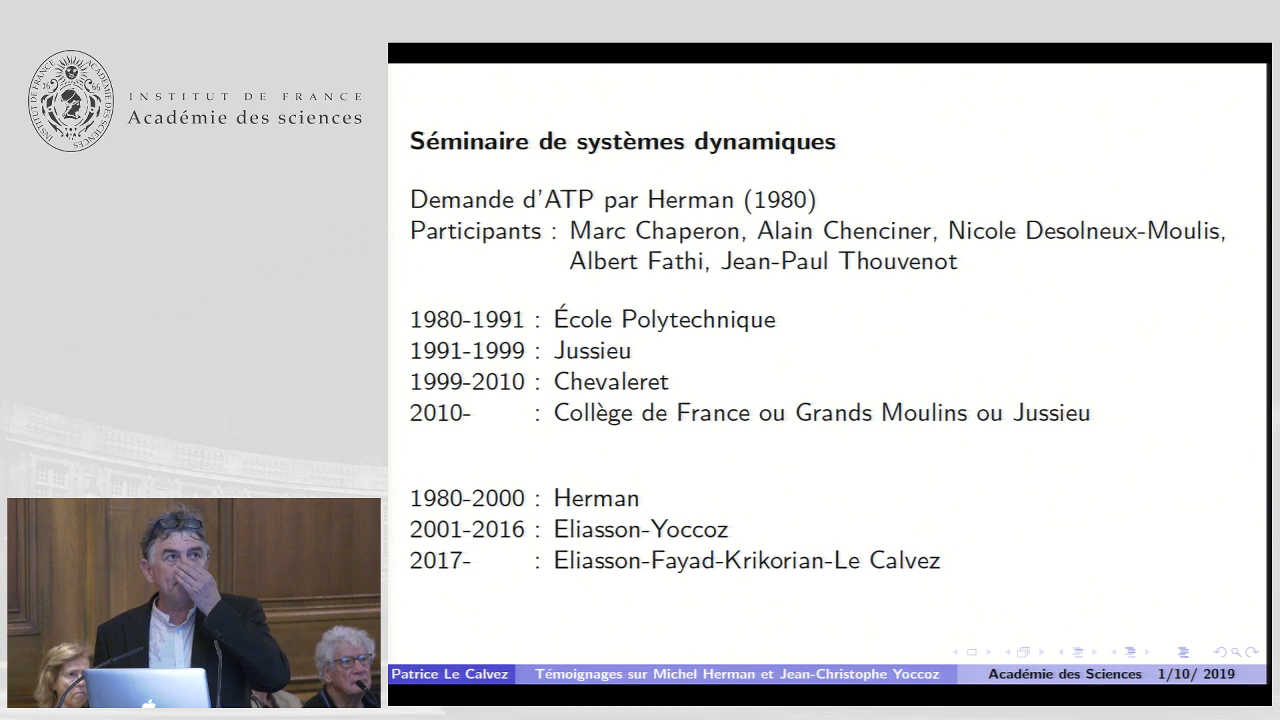 INSTITUT DE FRANCE
Académie des sciences
Séminaire de systèmes dynamiques
Demande d'ATP par Herman (1980)
Participants : Marc Chaperon, Alain Chenciner, Nicole Desolneux-Moulis,
Albert Fathi, Jean-Paul Thouvenot
1980-1991 : École Polytechnique
1991-1999 : Jussieu
1999-2010 : Chevaleret
2010- : Collège de France ou Grands Moulins ou Jussieu
1980-2000 : Herman
2001-2016 : Eliasson-Yoccoz
2017- : Eliasson-Fayad-Krikorian-Le Calvez
Patrice Le Calvez Témoignages sur Michel Herman et Jean-Christophe Yoccoz Académie des Sciences 1/10/ 2019